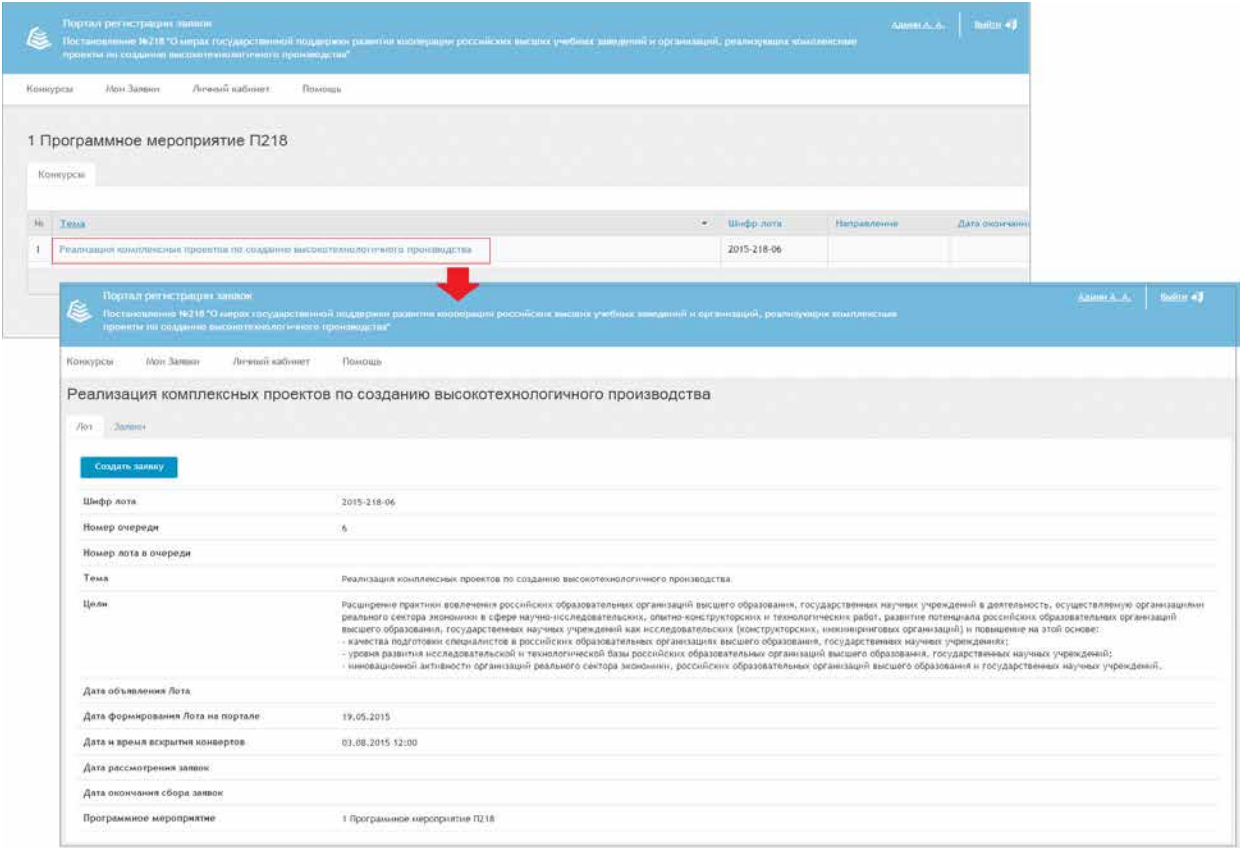 Портал регистрации заявок
Постановление №218 "О мерах государственной поддержки развития кооперации российских высших учебных заведений и организаций, реализующих комплексные
проекты по созданию высокотехнологичного производства"
Админ А. А.
Выйти
Конкурсы Мои Заявки Личный кабинет Помощь
1 Программное мероприятие П218
Конкурсы
№ Тема Шифр лота Направление Дата окончани
1 Реализация комплексных проектов по созданию высокотехнологичного производства 2015-218-06
Портал регистрации заявок
Постановление №218 "О мерах государственной поддержки развития кооперации российских высших учебных заведений и организаций, реализующих комплексные
проекты по созданию высокотехнологичного производства"
Админ А. А.
Выйти
Конкурсы Мои Заявки Личный кабинет Помощь
Реализация комплексных проектов по созданию высокотехнологичного производства
Лот Заявки
Создать заявку
Шифр лота 2015-218-06
Номер очереди 6
Номер лота в очереди
Тема Реализация комплексных проектов по созданию высокотехнологичного производства
Цели Расширение практики вовлечения российских образовательных организаций высшего образования, государственных научных учреждений в деятельность, осуществляемую организациями
реального сектора экономики в сфере научно-исследовательских, опытно-конструкторских и технологических работ, развитие потенциала российских образовательных организаций
высшего образования, государственных научных учреждений как исследовательских (конструкторских, инжиниринговых организаций) и повышение на этой основе:
- качества подготовки специалистов в российских образовательных организациях высшего образования, государственных научных учреждениях;
- уровня развития исследовательской и технологической базы российских образовательных организаций высшего образования, государственных научных учреждений;
- инновационной активности организаций реального сектора экономики, российских образовательных организаций высшего образования и государственных научных учреждений.
Дата объявления Лота
Дата формирования Лота на портале 19.05.2015
Дата и время вскрытия конвертов 03.08.2015 12:00
Дата рассмотрения заявок
Дата окончания сбора заявок
Программное мероприятие 1 Программное мероприятие П218